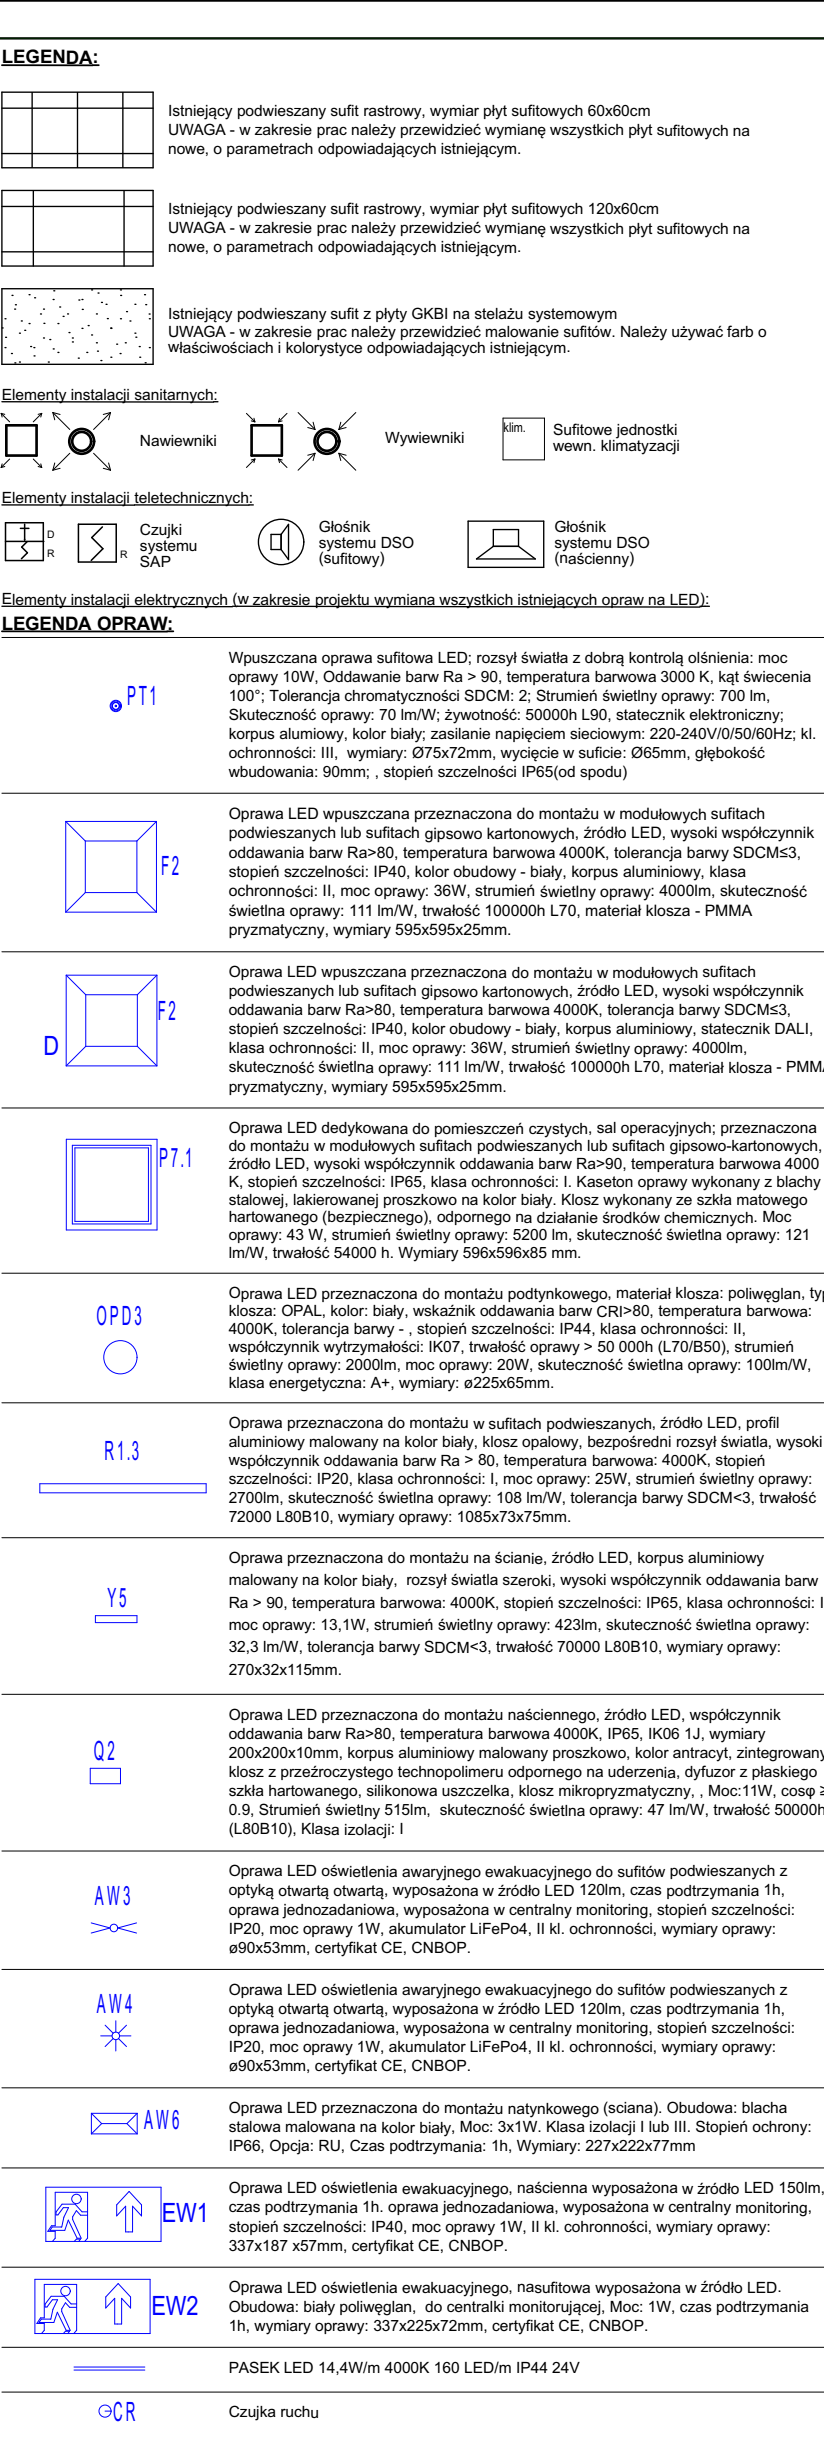 LEGENDA:
Istniejący podwieszany sufit rastrowy, wymiar płyt sufitowych 60x60cm
UWAGA - w zakresie prac należy przewidzieć wymianę wszystkich płyt sufitowych na
nowe, o parametrach odpowiadających istniejącym.
Istniejący podwieszany sufit rastrowy, wymiar płyt sufitowych 120x60cm
UWAGA - w zakresie prac należy przewidzieć wymianę wszystkich płyt sufitowych na
nowe, o parametrach odpowiadających istniejącym.
Istniejący podwieszany sufit z płyty GKBI na stelażu systemowym
UWAGA - w zakresie prac należy przewidzieć malowanie sufitów. Należy używać farb o
właściwościach i kolorystyce odpowiadających istniejącym.
Elementy instalacji sanitarnych:
Nawiewniki
Wywiewniki
klim.
Sufitowe jednostki
wewn. klimatyzacji
Elementy instalacji teletechnicznych:
D
R
R
Czujki
systemu
SAP
Głośnik
systemu DSO
(sufitowy)
Głośnik
systemu DSO
(naścienny)
Elementy instalacji elektrycznych (w zakresie projektu wymiana wszystkich istniejących opraw na LED):
LEGENDA OPRAW:
PT1
Wpuszczana oprawa sufitowa LED; rozsył światła z dobrą kontrolą olśnienia: moc
oprawy 10W, Oddawanie barw Ra > 90, temperatura barwowa 3000 K, kąt świecenia
100°; Tolerancja chromatyczności SDCM: 2; Strumień świetlny oprawy: 700 lm,
Skuteczność oprawy: 70 lm/W; żywotność: 50000h L90, statecznik elektroniczny;
korpus alumiowy, kolor biały; zasilanie napięciem sieciowym: 220-240V/0/50/60Hz; kl.
ochronności: III, wymiary: Ø75x72mm, wycięcie w suficie: Ø65mm, głębokość
wbudowania: 90mm; , stopień szczelności IP65(od spodu)
F2
Oprawa LED wpuszczana przeznaczona do montażu w modułowych sufitach
podwieszanych lub sufitach gipsowo kartonowych, źródło LED, wysoki współczynnik
oddawania barw Ra>80, temperatura barwowa 4000K, tolerancja barwy SDCM≤3,
stopień szczelności: IP40, kolor obudowy - biały, korpus aluminiowy, klasa
ochronności: II, moc oprawy: 36W, strumień świetlny oprawy: 4000lm, skuteczność
świetlna oprawy: 111 lm/W, trwałość 100000h L70, materiał klosza - PMMA
pryzmatyczny, wymiary 595x595x25mm.
D
F2
Oprawa LED wpuszczana przeznaczona do montażu w modułowych sufitach
podwieszanych lub sufitach gipsowo kartonowych, źródło LED, wysoki współczynnik
oddawania barw Ra>80, temperatura barwowa 4000K, tolerancja barwy SDCM≤3,
stopień szczelności: IP40, kolor obudowy - biały, korpus aluminiowy, statecznik DALI,
klasa ochronności: II, moc oprawy: 36W, strumień świetlny oprawy: 4000lm,
skuteczność świetlna oprawy: 111 lm/W, trwałość 100000h L70, materiał klosza - PMMA
pryzmatyczny, wymiary 595x595x25mm.
P7.1
Oprawa LED dedykowana do pomieszczeń czystych, sal operacyjnych; przeznaczona
do montażu w modułowych sufitach podwieszanych lub sufitach gipsowo-kartonowych,
źródło LED, wysoki współczynnik oddawania barw Ra>90, temperatura barwowa 4000
K, stopień szczelności: IP65, klasa ochronności: I. Kaseton oprawy wykonany z blachy
stalowej, lakierowanej proszkowo na kolor biały. Klosz wykonany ze szkła matowego
hartowanego (bezpiecznego), odpornego na działanie środków chemicznych. Moc
oprawy: 43 W, strumień świetlny oprawy: 5200 lm, skuteczność świetlna oprawy: 121
lm/W, trwałość 54000 h. Wymiary 596x596x85 mm.
OPD3
Oprawa LED przeznaczona do montażu podtynkowego, materiał klosza: poliwęglan, typ
klosza: OPAL, kolor: biały, wskaźnik oddawania barw CRI>80, temperatura barwowa:
4000K, tolerancja barwy - , stopień szczelności: IP44, klasa ochronności: II,
współczynnik wytrzymałości: IK07, trwałość oprawy > 50 000h (L70/B50), strumień
świetlny oprawy: 2000lm, moc oprawy: 20W, skuteczność świetlna oprawy: 100lm/W,
klasa energetyczna: A+, wymiary: ø225x65mm.
R1.3
Oprawa przeznaczona do montażu w sufitach podwieszanych, źródło LED, profil
aluminiowy malowany na kolor biały, klosz opalowy, bezpośredni rozsył światla, wysoki
współczynnik oddawania barw Ra > 80, temperatura barwowa: 4000K, stopień
szczelności: IP20, klasa ochronności: I, moc oprawy: 25W, strumień świetlny oprawy:
2700lm, skuteczność świetlna oprawy: 108 lm/W, tolerancja barwy SDCM<3, trwałość
72000 L80B10, wymiary oprawy: 1085x73x75mm.
Y5
Oprawa przeznaczona do montażu na ścianie, źródło LED, korpus aluminiowy
malowany na kolor biały, rozsył światla szeroki, wysoki współczynnik oddawania barw
Ra > 90, temperatura barwowa: 4000K, stopień szczelności: IP65, klasa ochronności: I
moc oprawy: 13,1W, strumień świetlny oprawy: 423lm, skuteczność świetlna oprawy:
32,3 lm/W, tolerancja barwy SDCM<3, trwałość 70000 L80B10, wymiary oprawy:
270x32x115mm.
Q2
Oprawa LED przeznaczona do montażu naściennego, źródło LED, współczynnik
oddawania barw Ra>80, temperatura barwowa 4000K, IP65, IK06 1J, wymiary
200x200x10mm, korpus aluminiowy malowany proszkowo, kolor antracyt, zintegrowany
klosz z przeźroczystego technopolimeru odpornego na uderzenia, dyfuzor z płaskiego
szkła hartowanego, silikonowa uszczelka, klosz mikropryzmatyczny, , Moc:11W, cosφ ≥
0.9, Strumień świetlny 515lm, skuteczność świetlna oprawy: 47 lm/W, trwałość 50000h
(L80B10), Klasa izolacji: I
AW3
Oprawa LED oświetlenia awaryjnego ewakuacyjnego do sufitów podwieszanych z
optyką otwartą otwartą, wyposażona w źródło LED 120lm, czas podtrzymania 1h,
oprawa jednozadaniowa, wyposażona w centralny monitoring, stopień szczelności:
IP20, moc oprawy 1W, akumulator LiFePo4, II kl. ochronności, wymiary oprawy:
ø90x53mm, certyfikat CE, CNBOP.
AW4
Oprawa LED oświetlenia awaryjnego ewakuacyjnego do sufitów podwieszanych z
optyką otwartą otwartą, wyposażona w źródło LED 120lm, czas podtrzymania 1h,
oprawa jednozadaniowa, wyposażona w centralny monitoring, stopień szczelności:
IP20, moc oprawy 1W, akumulator LiFePo4, II kl. ochronności, wymiary oprawy:
ø90x53mm, certyfikat CE, CNBOP.
AW6
Oprawa LED przeznaczona do montażu natynkowego (sciana). Obudowa: blacha
stalowa malowana na kolor biały, Moc: 3x1W. Klasa izolacji I lub III. Stopień ochrony:
IP66, Opcja: RU, Czas podtrzymania: 1h, Wymiary: 227x222x77mm
EW1
Oprawa LED oświetlenia ewakuacyjnego, naścienna wyposażona w źródło LED 150lm,
czas podtrzymania 1h. oprawa jednozadaniowa, wyposażona w centralny monitoring,
stopień szczelności: IP40, moc oprawy 1W, II kl. cohronności, wymiary oprawy:
337x187 x57mm, certyfikat CE, CNBOP.
EW2
Oprawa LED oświetlenia ewakuacyjnego, nasufitowa wyposażona w źródło LED.
Obudowa: biały poliwęglan, do centralki monitorującej, Moc: 1W, czas podtrzymania
1h, wymiary oprawy: 337x225x72mm, certyfikat CE, CNBOP.
PASEK LED 14,4W/m 4000K 160 LED/m IP44 24V
CR
Czujka ruchu